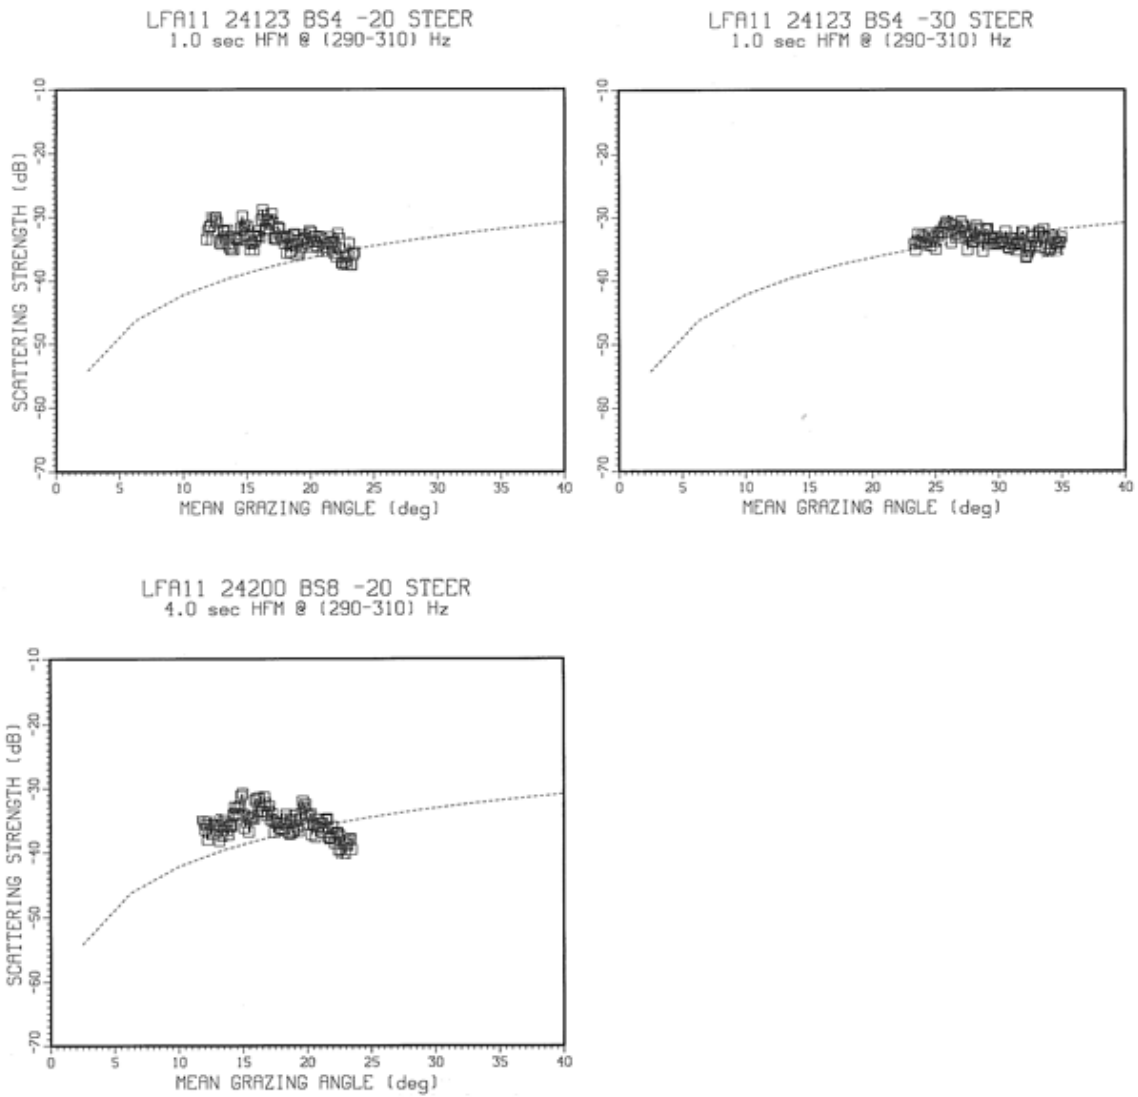 LFA11 24123 BS4 -20 STEER
1.0 sec HFM @ (290-310) Hz
SCATTERING STRENGTH (dB)
-10
-20
-30
-40
-50
-60
-70
0 5 10 15 20 25 30 35 40
MEAN GRAZING ANGLE (deg)
LFA11 24123 BS4 -30 STEER
1.0 sec HFM @ (290-310) Hz
-10
-20
-30
-40
-50
-60
-70
0 5 10 15 20 25 30 35 40
MEAN GRAZING ANGLE (deg)
LFA11 24200 BS8 -20 STEER
4.0 sec HFM @ (290-310) Hz
SCATTERING STRENGTH (dB)
-10
-20
-30
-40
-50
-60
-70
0 5 10 15 20 25 30 35 40
MEAN GRAZING ANGLE (deg)